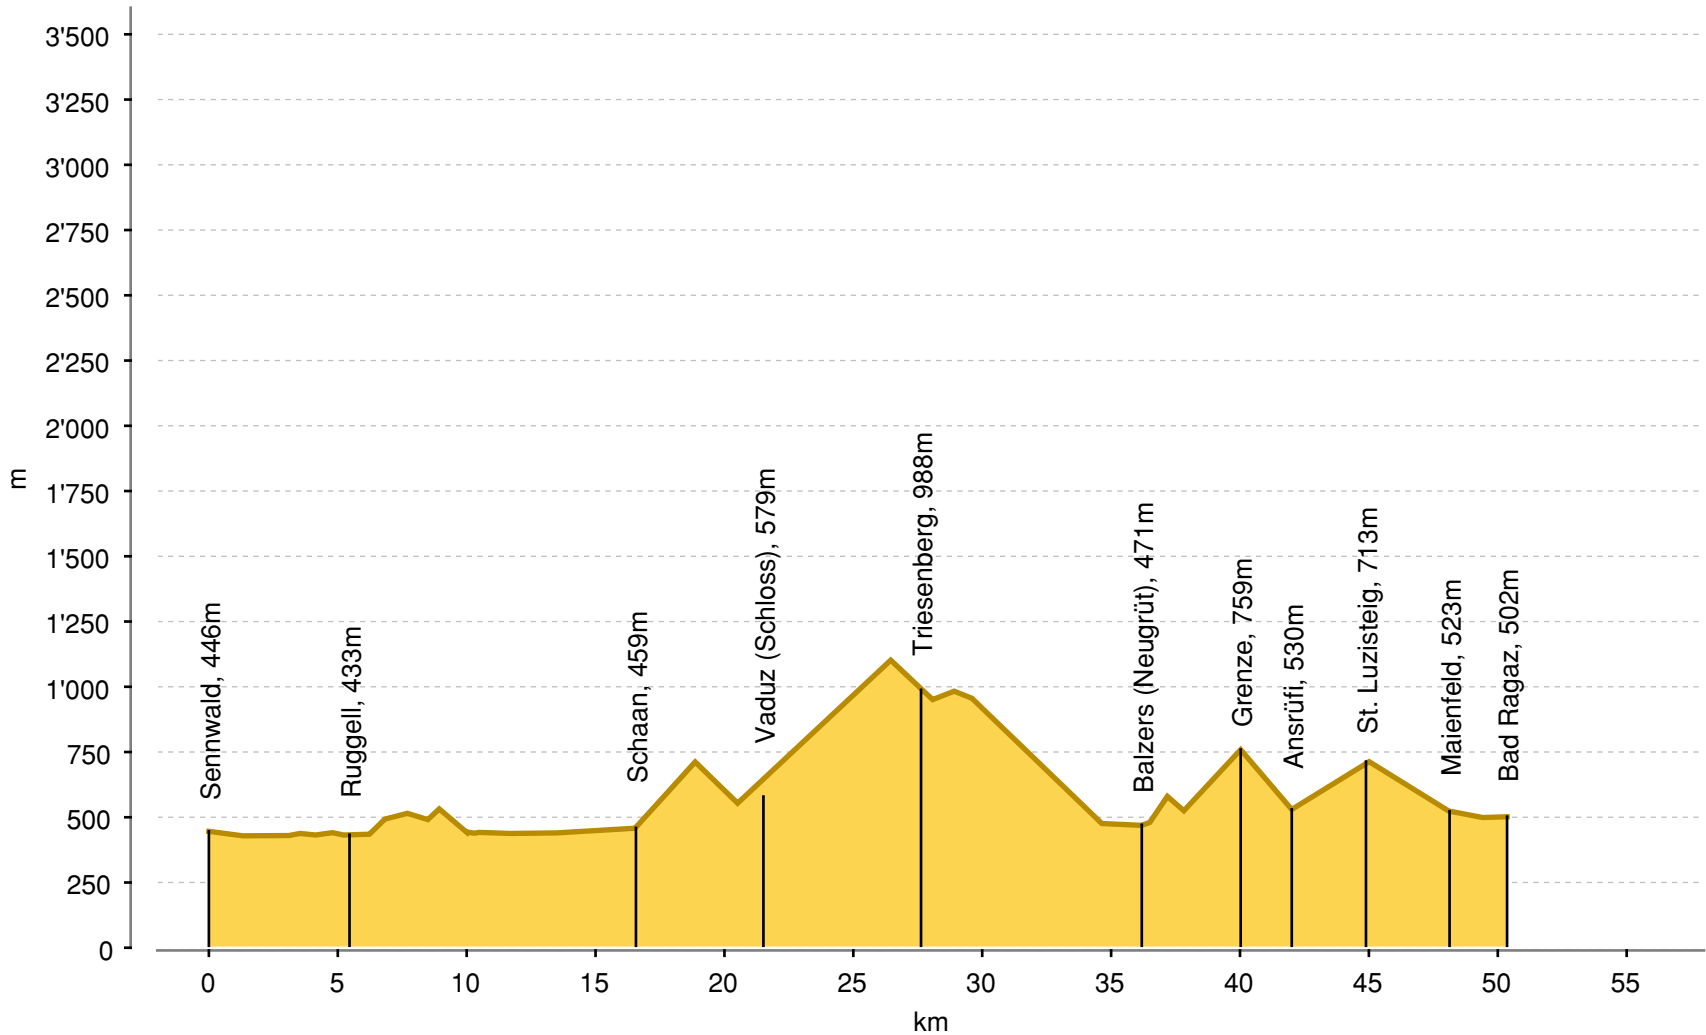 3'500
3'250
3'000
2'750
2'500
2'250
2'000
1'750
1'500
1'250
1'000
750
500
250
0
m
Sennwald, 446m
Ruggell, 433m
Schaan, 459m
Vaduz (Schloss), 579m
Triesenberg, 988m
Balzers (Neugrüt), 471m
Grenze, 759m
Ansrüfi, 530m
St. Luzisteig, 713m
Maienfeld, 523m
Bad Ragaz, 502m
0 5 10 15 20 25 30 35 40 45 50 55
km